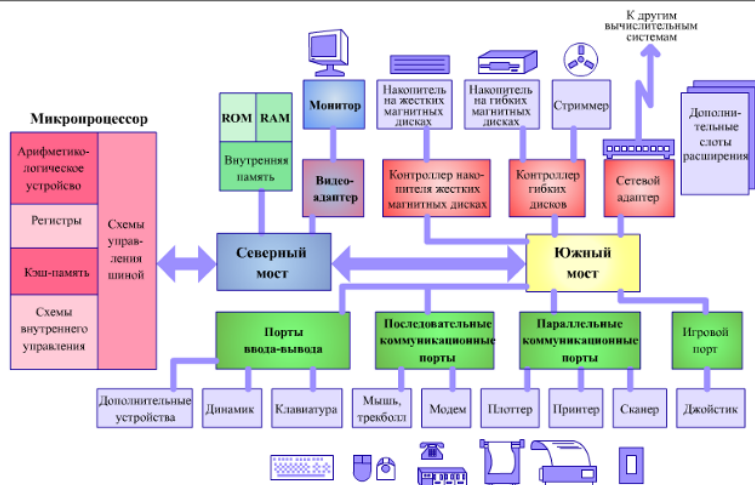 К другим
вычислительным
системам
Микропроцессор
Арифметико-
логическое
устройсво
Регистры
Кэш-память
Схемы
внутреннего
управления
Схемы
управ-
ления
шиной
ROM
RAM
Внутренняя
память
Монитор
Видео-
адаптер
Накопитель
на жестких
магнитных
дисках
Накопитель
на гибких
магнитных
дисках
Стриммер
Контроллер нако-
пителя жестких
магнитных дисках
Контроллер
гибких
дисков
Сетевой
адаптер
Дополни-
тельные
слоты
расширения
Северный
мост
Южный
мост
Порты
ввода-вывода
Последовательные
коммуникационные
порты
Параллельные
коммуникационные
порты
Игровой
порт
Дополнительные
устройства
Динамик
Клавиатура
Мышь,
трекболл
Модем
Плоттер
Принтер
Сканер
Джойстик